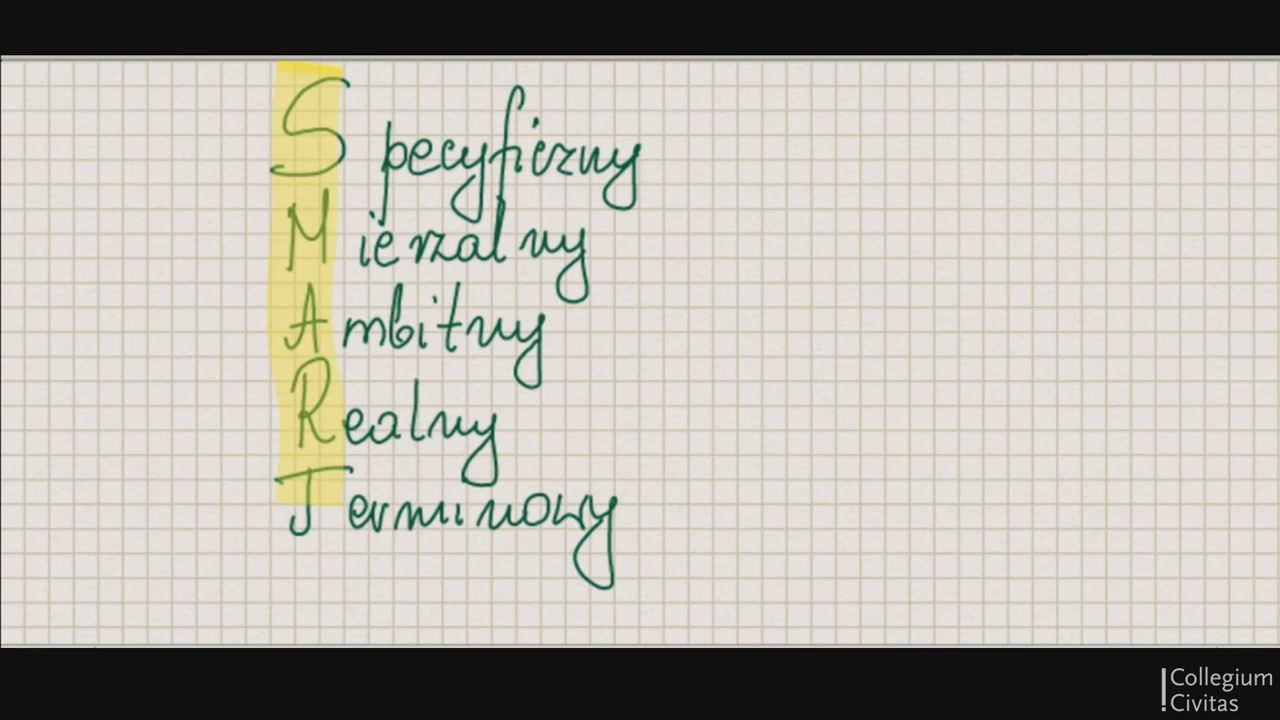 Specyficzny
Mierzalny
Ambitny
Realny
Terminowy
Collegium
Civitas